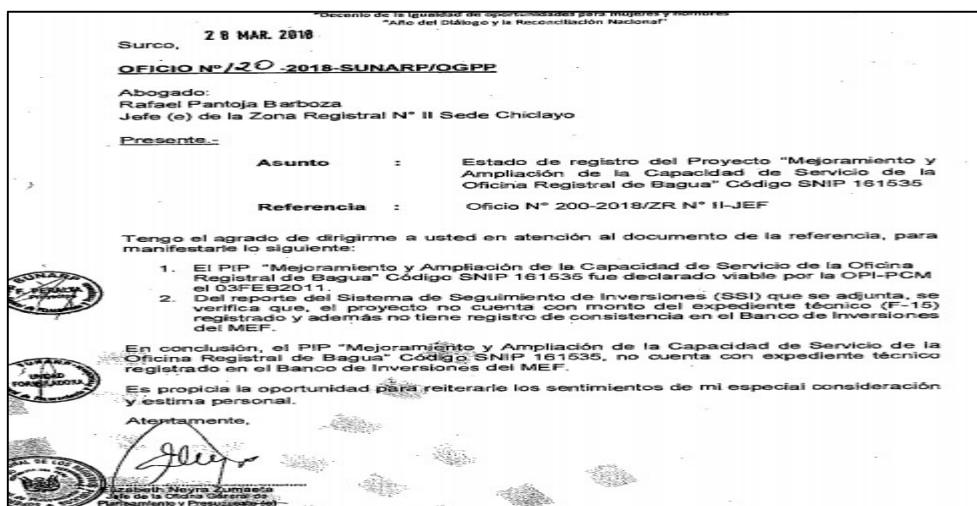 "Decenio de la igualdad de oportunidades para mujeres y hombres"
"Año del Diálogo y la Reconciliación Nacional"
Surco, 28 MAR. 2018
OFICIO Nº 120 -2018-SUNARP/OGPP
Abogado:
Rafael Pantoja Barboza
Jefe (e) de la Zona Registral N° II Sede Chiclayo
Presente.-
Asunto : Estado de registro del Proyecto "Mejoramiento y
Ampliación de la Capacidad de Servicio de la
Oficina Registral de Bagua" Código SNIP 161535
Referencia : Oficio N° 200-2018/ZR N° II-JEF
Tengo el agrado de dirigirme a usted en atención al documento de la referencia, para
manifestarle lo siguiente:
1. El PIP "Mejoramiento y Ampliación de la Capacidad de Servicio de la Oficina
Registral de Bagua" Código SNIP 161535 fue declarado viable por la OPI-PCM
el 03FEB2011.
2. Del reporte del Sistema de Seguimiento de Inversiones (SSI) que se adjunta, se
verifica que, el proyecto no cuenta con monto del expediente técnico (F-15)
registrado y además no tiene registro de consistencia en el Banco de Inversiones
del MEF.
En conclusión, el PIP "Mejoramiento y Ampliación de la Capacidad de Servicio de la
Oficina Registral de Bagua" Código SNIP 161535, no cuenta con expediente técnico
registrado en el Banco de Inversiones del MEF.
Es propicia la oportunidad para reiterarle los sentimientos de mi especial consideración
y estima personal.
Atentamente,
Elizabeth Neyra Zumaeta
Jefe de la Oficina General de
Planeamiento y Presupuesto (e)
SUNARP
F. PERALTA
SUNARP
UNIDAD
FORMULADORA